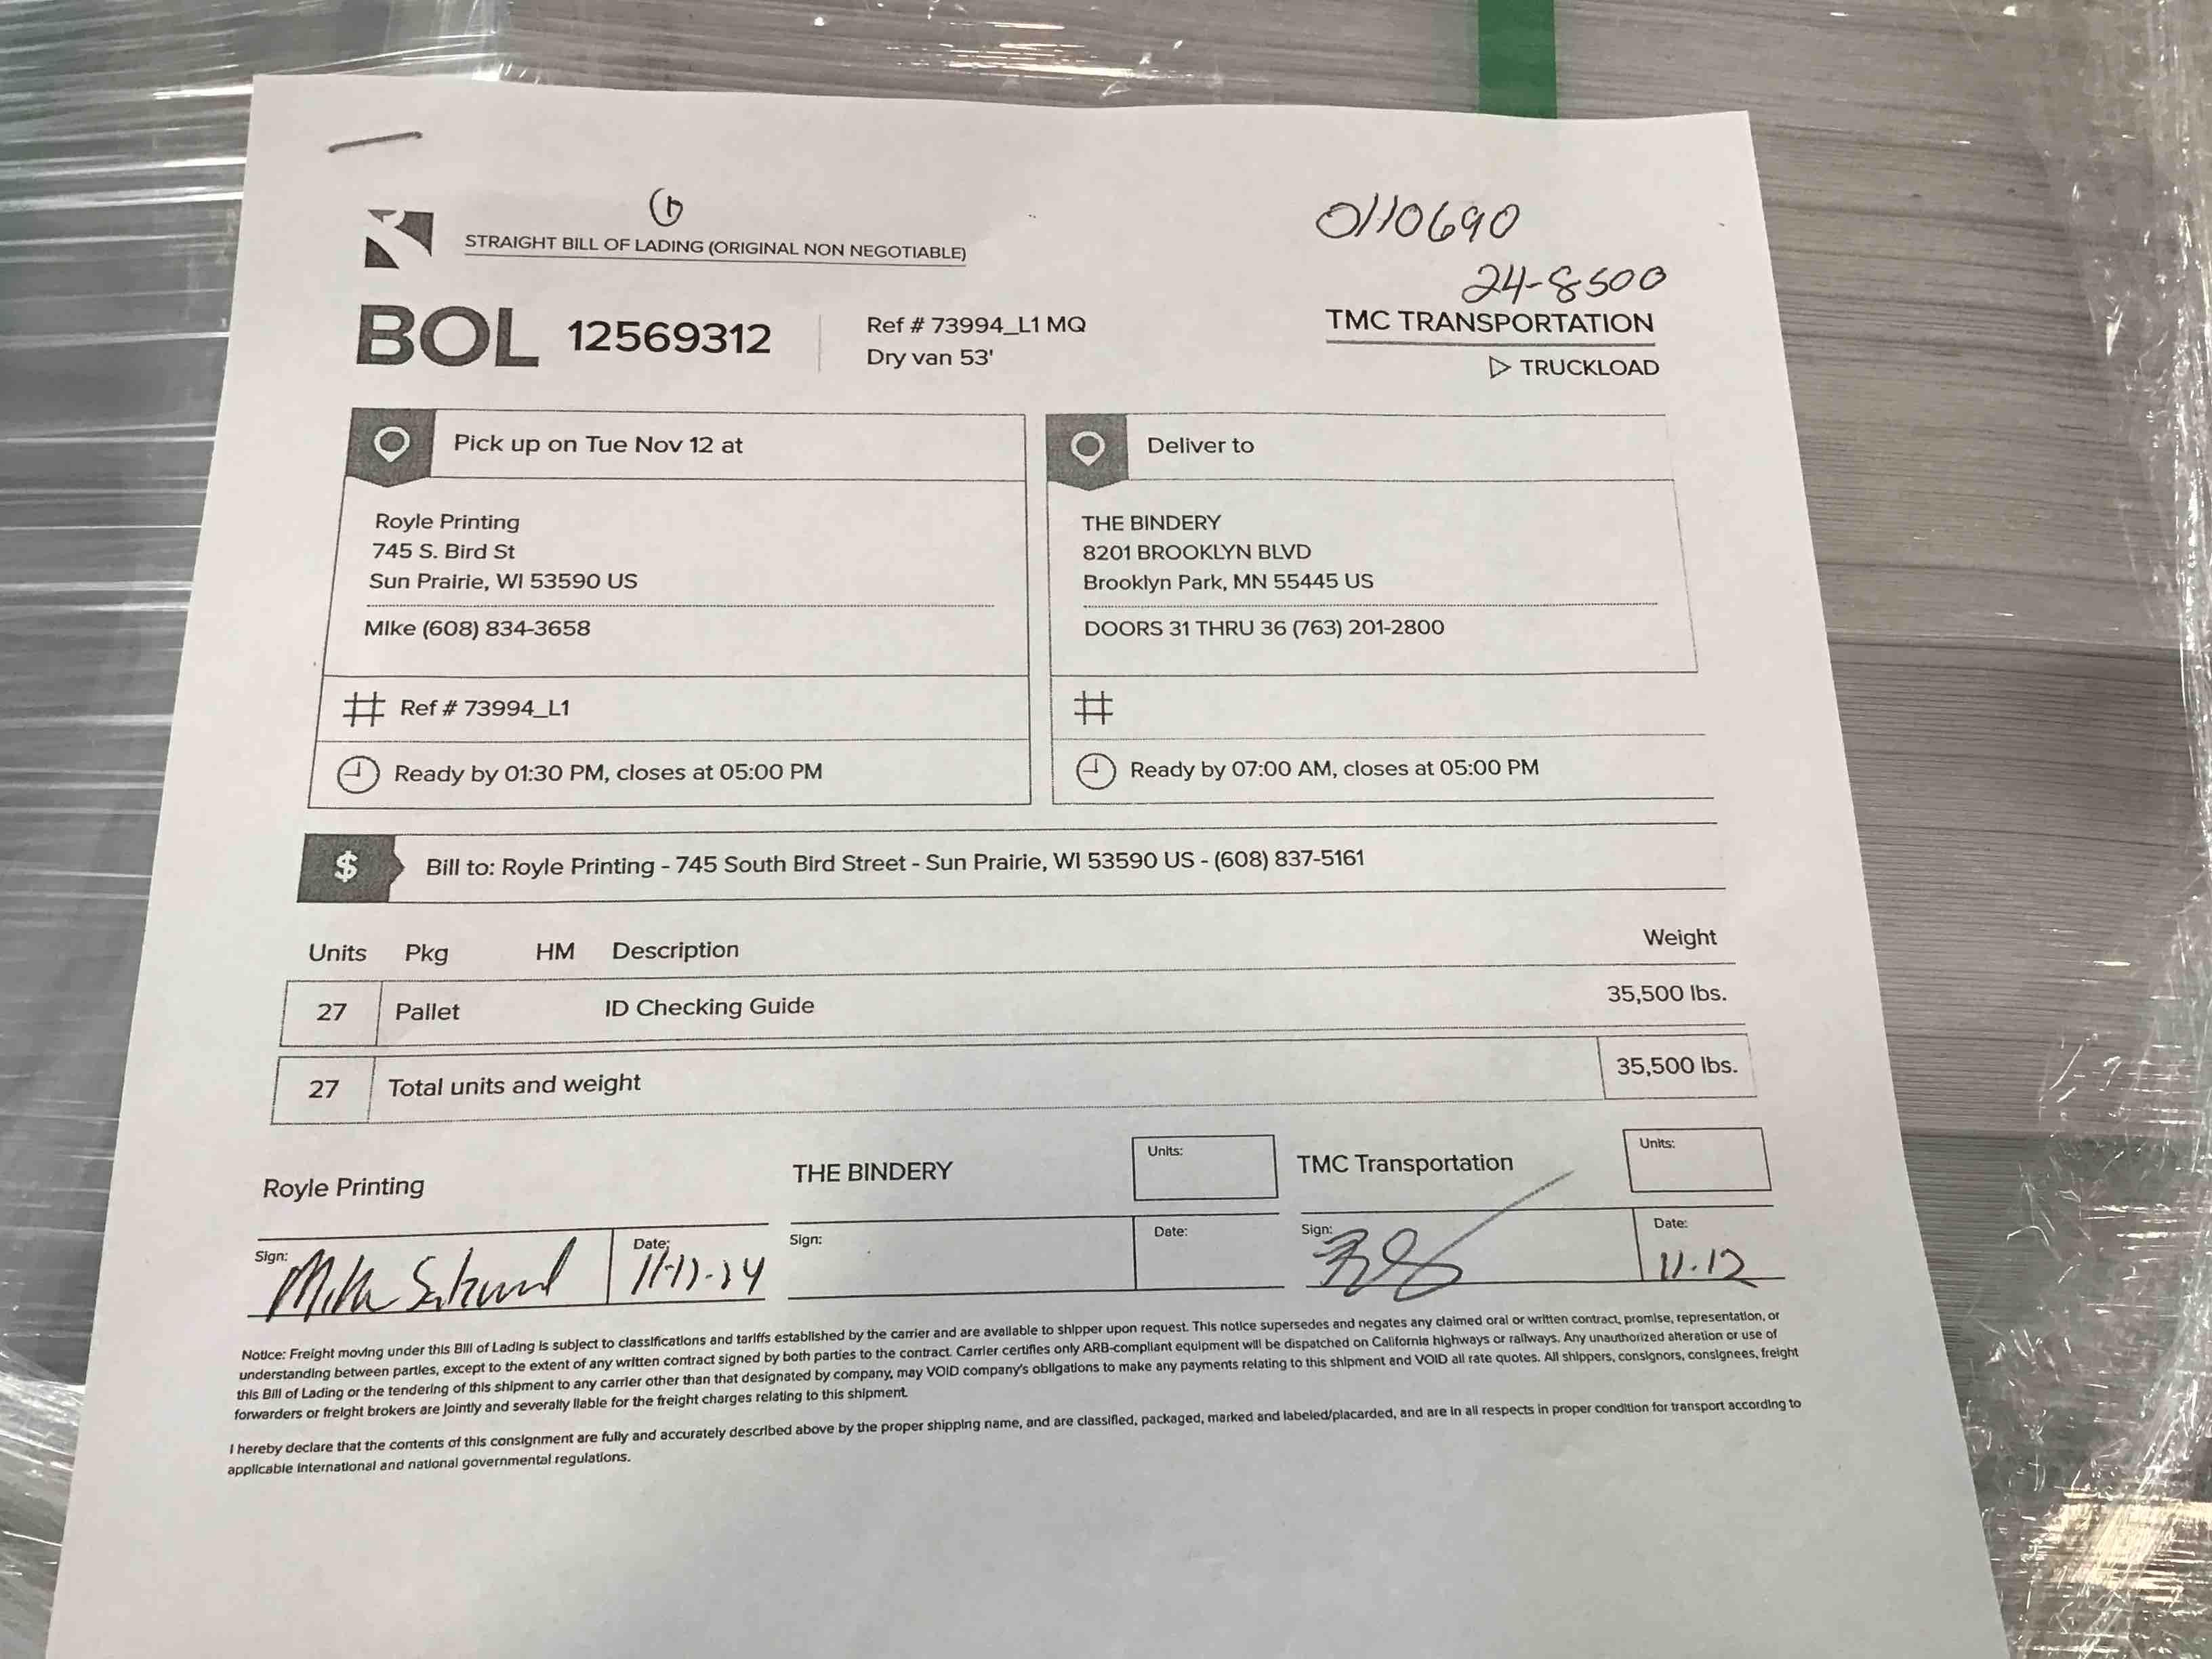 STRAIGHT BILL OF LADING (ORIGINAL NON NEGOTIABLE)
0110690
24-8500
BOL 12569312
Ref # 73994_L1 MQ
Dry van 53'
TMC TRANSPORTATION
TRUCKLOAD
Pick up on Tue Nov 12 at
Royle Printing
745 S. Bird St
Sun Prairie, WI 53590 US
Mike (608) 834-3658
# Ref # 73994_L1
Ready by 01:30 PM, closes at 05:00 PM
Deliver to
THE BINDERY
8201 BROOKLYN BLVD
Brooklyn Park, MN 55445 US
DOORS 31 THRU 36 (763) 201-2800
#
Ready by 07:00 AM, closes at 05:00 PM
$ Bill to: Royle Printing - 745 South Bird Street - Sun Prairie, WI 53590 US - (608) 837-5161
Units Pkg HM Description Weight
27 Pallet ID Checking Guide 35,500 lbs.
27 Total units and weight 35,500 lbs.
Royle Printing
Sign:
Date:
THE BINDERY
Units:
Sign:
Date:
TMC Transportation
Units:
Sign:
Date: 11.12
Notice: Freight moving under this Bill of Lading is subject to classifications and tariffs established by the carrier and are available to shipper upon request. This notice supersedes and negates any claimed oral or written contract, promise, representation, or
understanding between parties, except to the extent of any written contract signed by both parties to the contract. Carrier certifies only ARB-compliant equipment will be dispatched on California highways or railways. Any unauthorized alteration or use of
this Bill of Lading or the tendering of this shipment to any carrier other than that designated by company, may VOID company's obligations to make any payments relating to this shipment and VOID all rate quotes. All shippers, consignors, consignees, freight
forwarders or freight brokers are jointly and severally liable for the freight charges relating to this shipment.
I hereby declare that the contents of this consignment are fully and accurately described above by the proper shipping name, and are classified, packaged, marked and labeled/placarded, and are in all respects in proper condition for transport according to
applicable international and national governmental regulations.